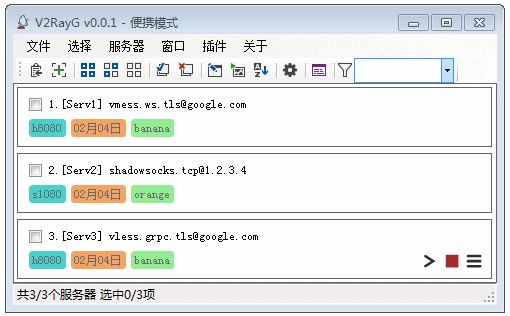 V2RayG v0.0.1 - 便携模式
文件 选择 服务器 窗口 插件 关于
1.[Serv1] vmess.ws.tls@google.com
h8080 02月04日 banana
2.[Serv2] shadowsocks.tcp@1.2.3.4
s1080 02月04日 orange
3.[Serv3] vless.grpc.tls@google.com
h8080 02月04日 banana
共3/3个服务器 选中0/3项